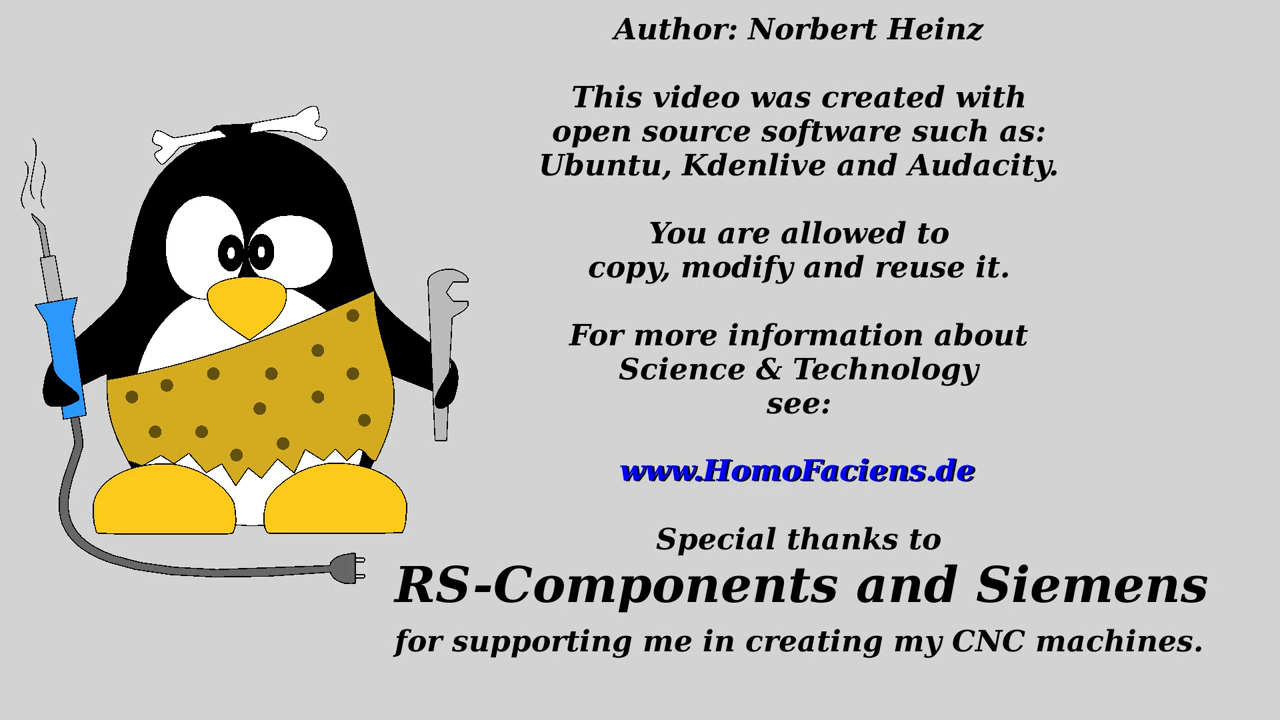 Author: Norbert Heinz
This video was created with
open source software such as:
Ubuntu, Kdenlive and Audacity.
You are allowed to
copy, modify and reuse it.
For more information about
Science & Technology
see:
www.HomoFaciens.de
Special thanks to
RS-Components and Siemens
for supporting me in creating my CNC machines.